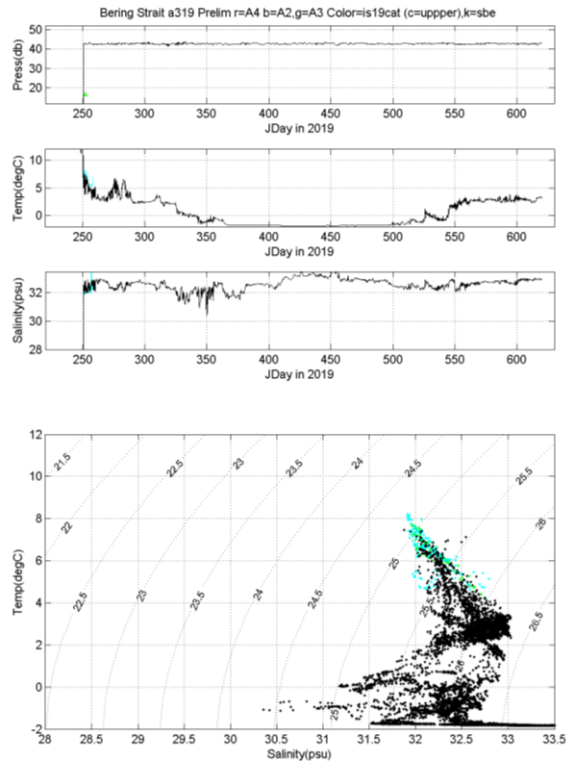 Bering Strait a319 Prelim r=A4 b=A2,g=A3 Color=is19cat (c=uppper),k=sbe
50
40
30
20
Press(db)
250 300 350 400 450 500 550 600
JDay in 2019
10
5
0
Temp(degC)
250 300 350 400 450 500 550 600
JDay in 2019
32
30
28
Salinity(psu)
250 300 350 400 450 500 550 600
JDay in 2019
12
10
8
6
4
2
0
-2
Temp(degC)
21.5 22.5 23 23.5 24 24.5 25.5
22 26
25
22.5 23 23.5 24 24.5 25.5 26.5
26
25
28 28.5 29 29.5 30 30.5 31 31.5 32 32.5 33 33.5
Salinity(psu)